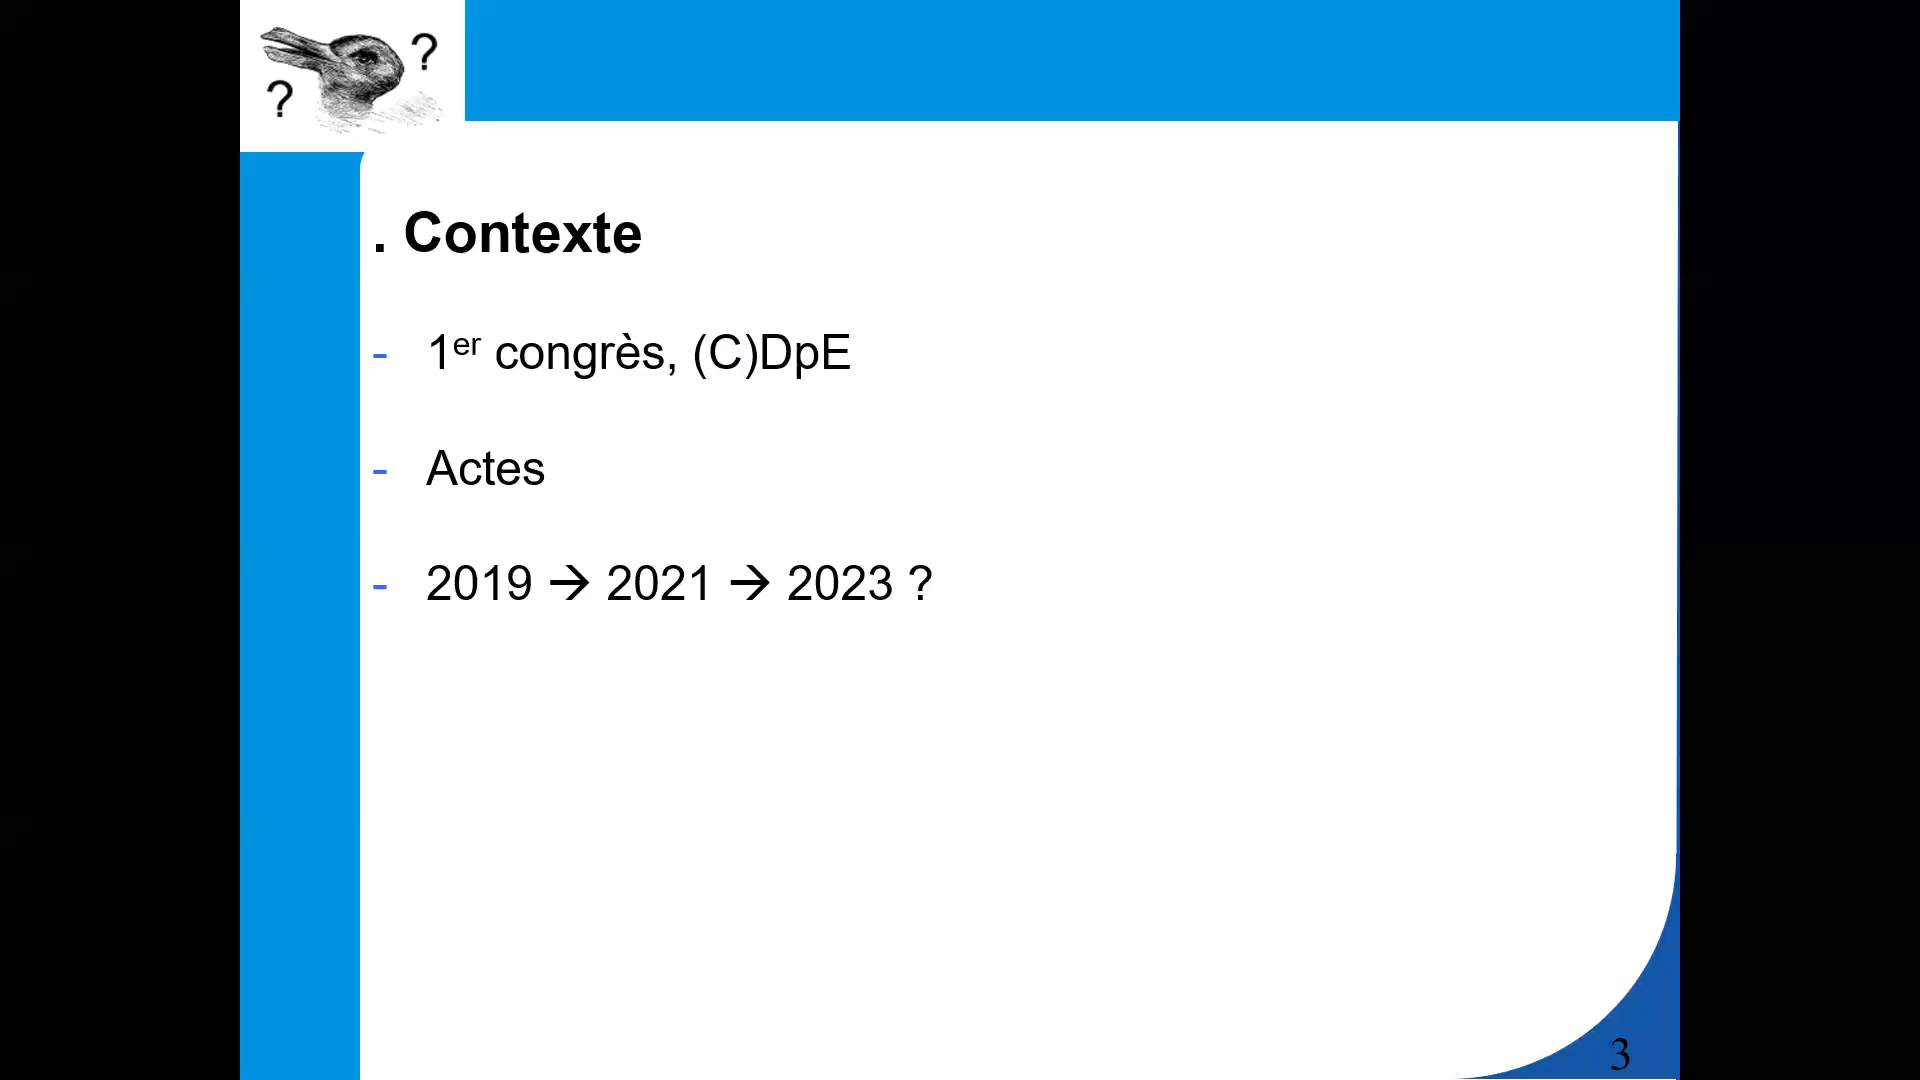 ?
?
. Contexte
- 1er congrès, (C)DpE
- Actes
- 2019 → 2021 → 2023 ?
3